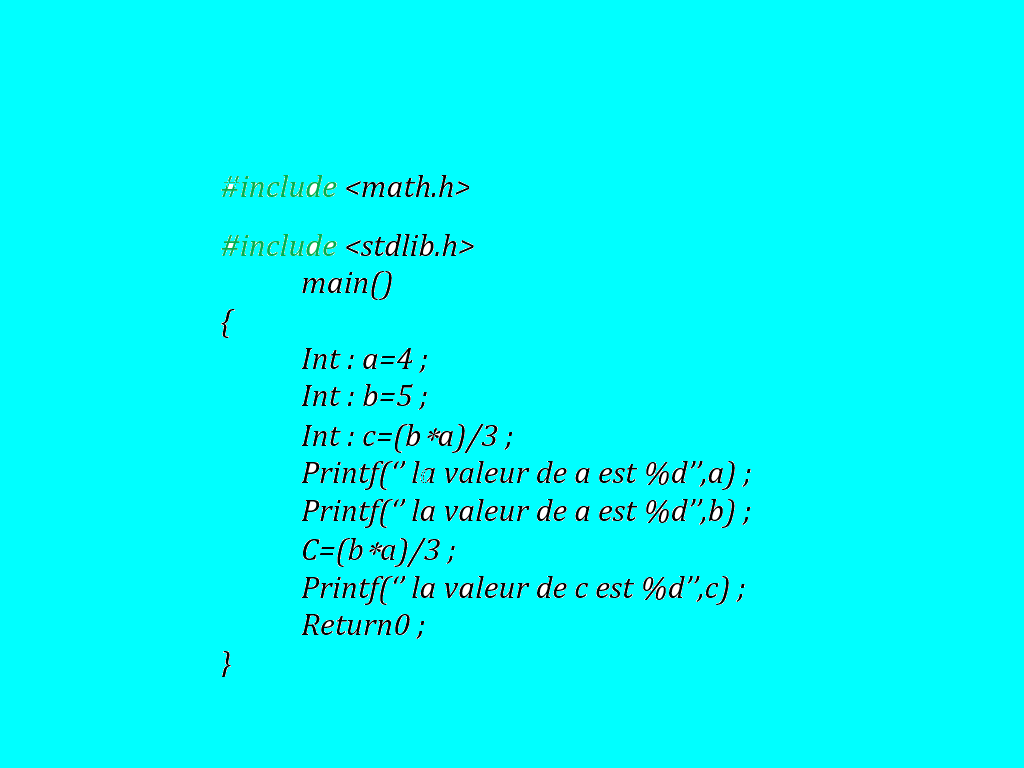 #include <math.h>
#include <stdlib.h>
main()
{
Int : a=4 ;
Int : b=5 ;
Int : c=(b*a)/3 ;
Printf(‘’ la valeur de a est %d’’,a) ;
Printf(‘’ la valeur de a est %d’’,b) ;
C=(b*a)/3 ;
Printf(‘’ la valeur de c est %d’’,c) ;
Return0 ;
}